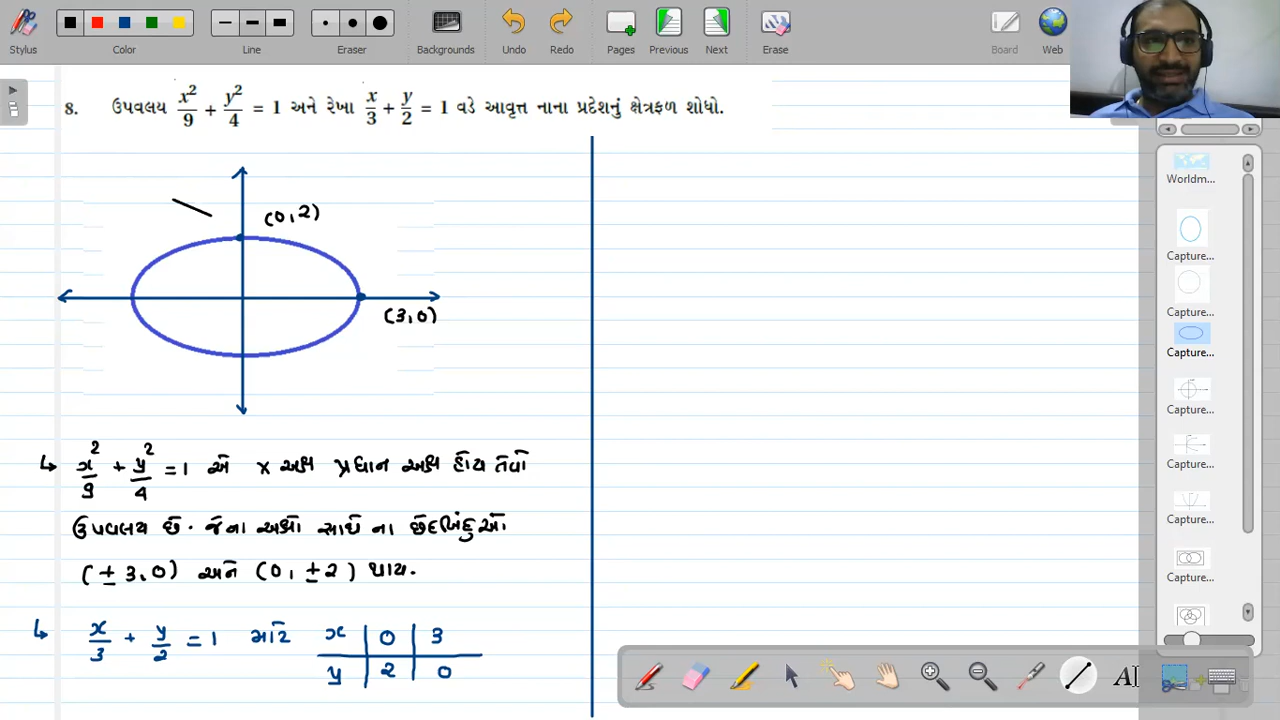 Stylus
Color
Line
Eraser
Backgrounds
Undo
Redo
Pages
Previous
Next
Erase
Board
Web
8. ઉપવલય x²/9 + y²/4 = 1 અને રેખા x/3 + y/2 = 1 વડે આવૃત્ત નાના પ્રદેશનું ક્ષેત્રફળ શોધો.
(0,2)
(3,0)
↳ x²/9 + y²/4 = 1 એ x અક્ષ પ્રધાન અક્ષ હોય તેવો
ઉપવલય છે. જેના અક્ષો સાથે ના છેદબિંદુઓ
(±3,0) અને (0,±2) થાય.
↳ x/3 + y/2 = 1 માટે
x | 0 | 3
y | 2 | 0
Worldm...
Capture...
Capture...
Capture...
Capture...
Capture...
Capture...
Capture...
A